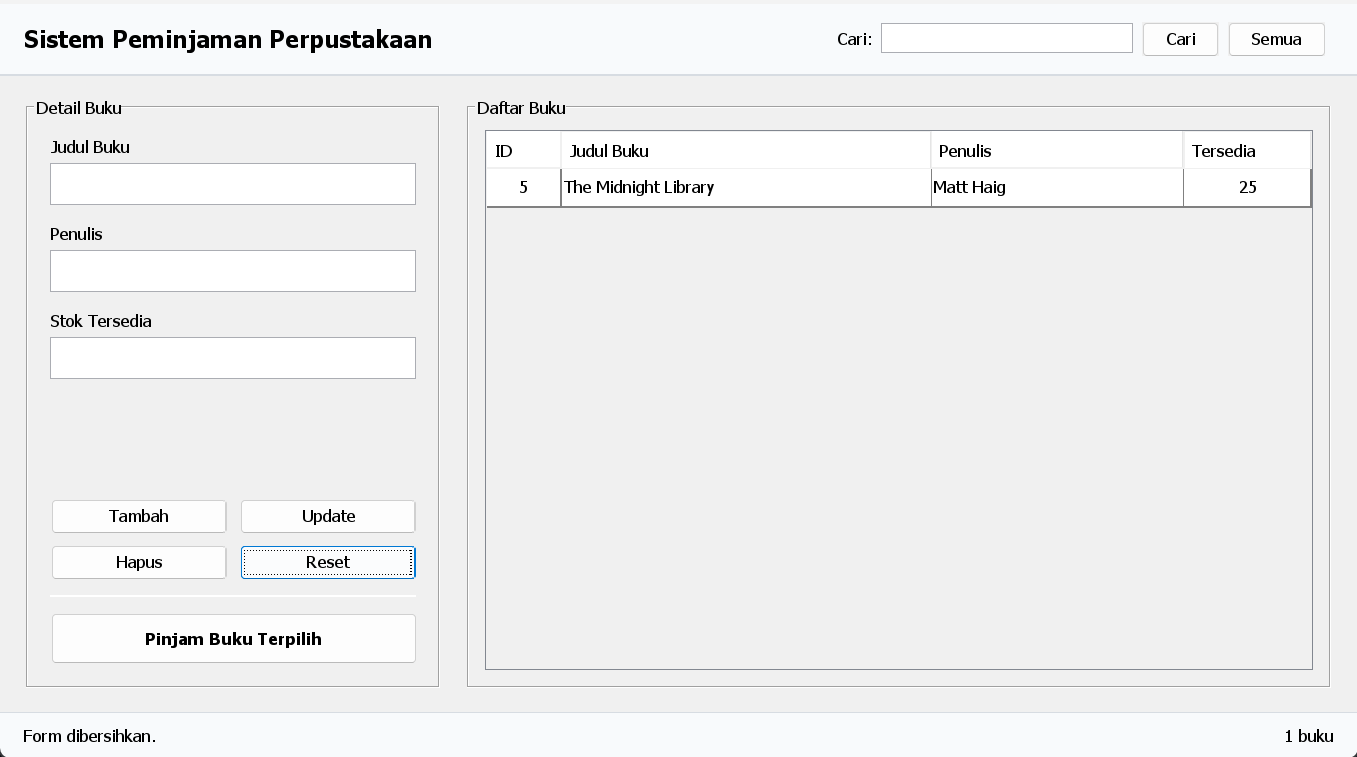 Sistem Peminjaman Perpustakaan
Cari:
Cari
Semua
Detail Buku
Judul Buku
Penulis
Stok Tersedia
Tambah
Update
Hapus
Reset
Pinjam Buku Terpilih
Daftar Buku
ID Judul Buku Penulis Tersedia
5 The Midnight Library Matt Haig 25
Form dibersihkan.
1 buku